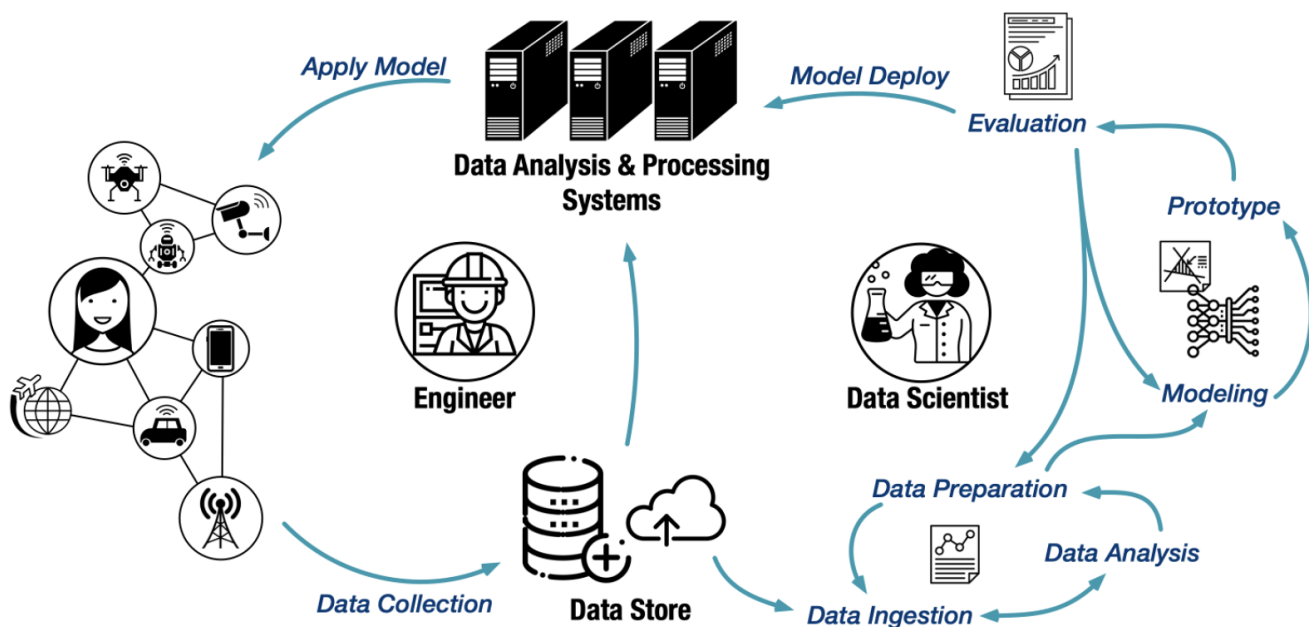 Apply Model
Data Analysis & Processing
Systems
Model Deploy
Evaluation
Prototype
Engineer
Data Scientist
Modeling
Data Preparation
Data Analysis
Data Collection
Data Store
Data Ingestion